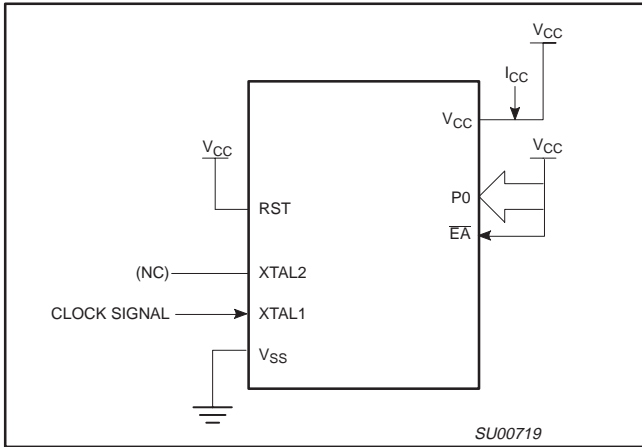 VCC
ICC
VCC
VCC
VCC
RST
P0
EA
(NC)
XTAL2
CLOCK SIGNAL
XTAL1
VSS
SU00719